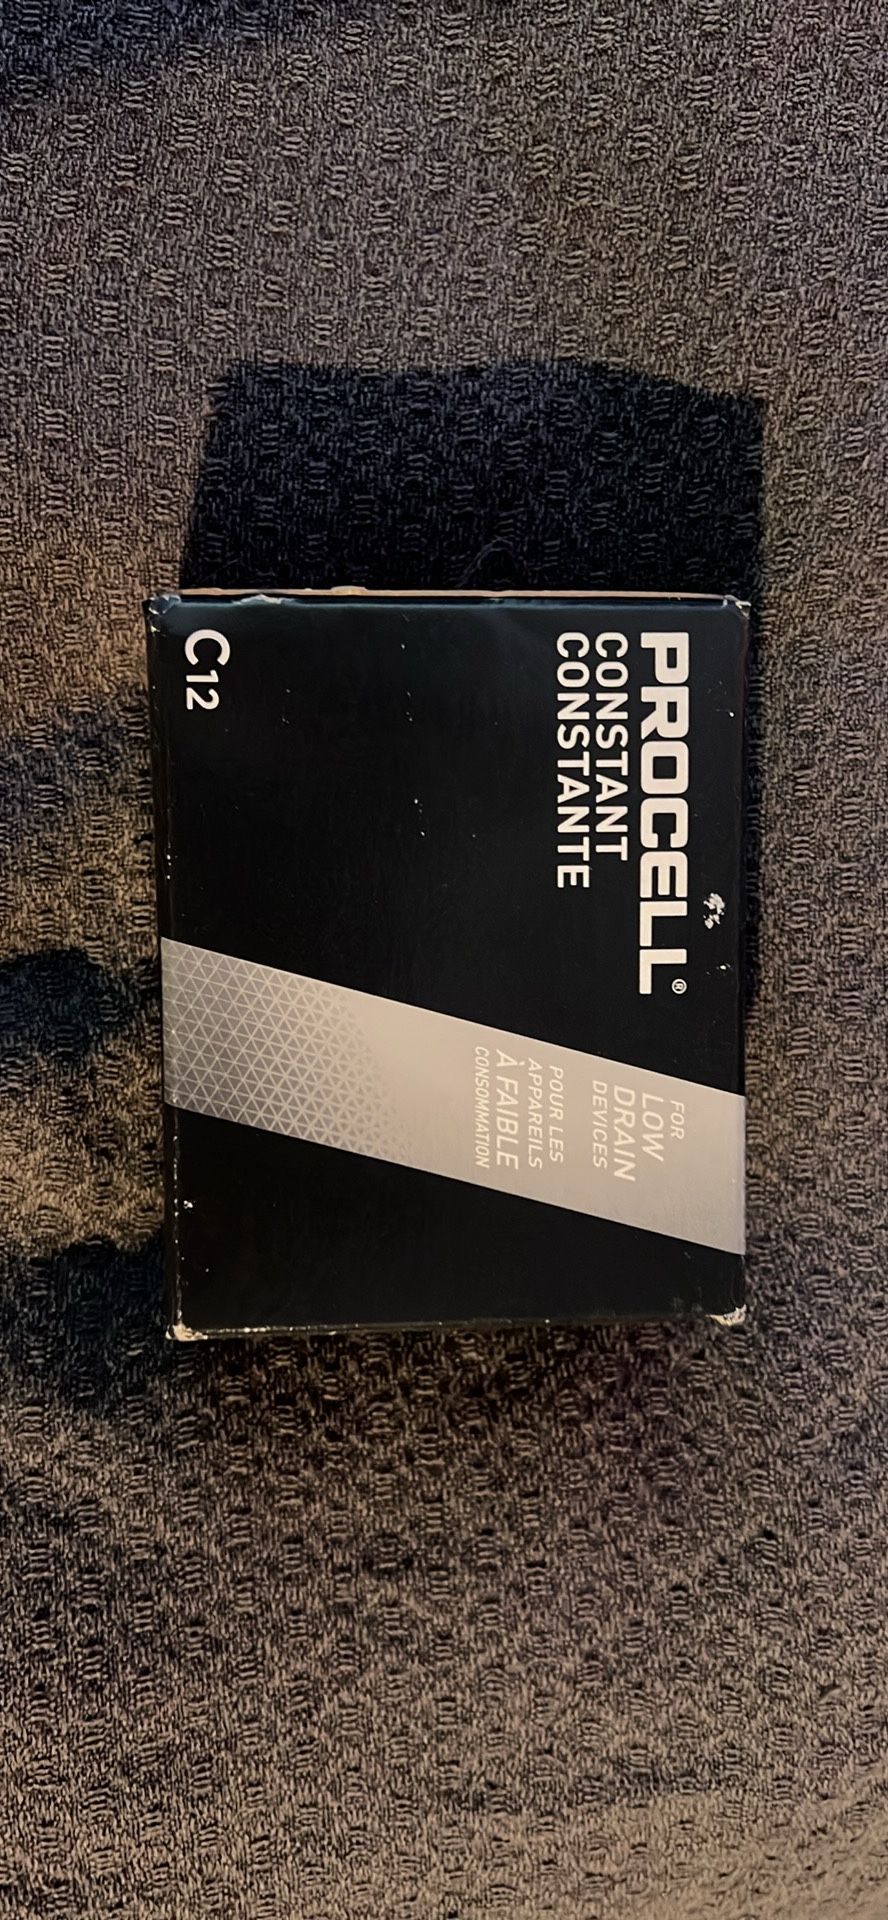 PROCELL®
CONSTANT
CONSTANTE
FOR
LOW
DRAIN
DEVICES
POUR LES
APPAREILS
À FAIBLE
CONSOMMATION
C12